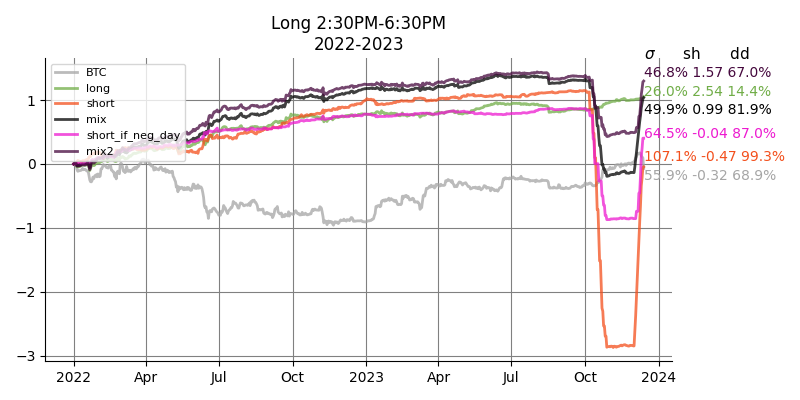 Long 2:30PM-6:30PM
2022-2023
σ sh dd
BTC
long
short
mix
short_if_neg_day
mix2
46.8% 1.57 67.0%
26.0% 2.54 14.4%
49.9% 0.99 81.9%
64.5% -0.04 87.0%
107.1% -0.47 99.3%
55.9% -0.32 68.9%
1
0
−1
−2
−3
2022 Apr Jul Oct 2023 Apr Jul Oct 2024